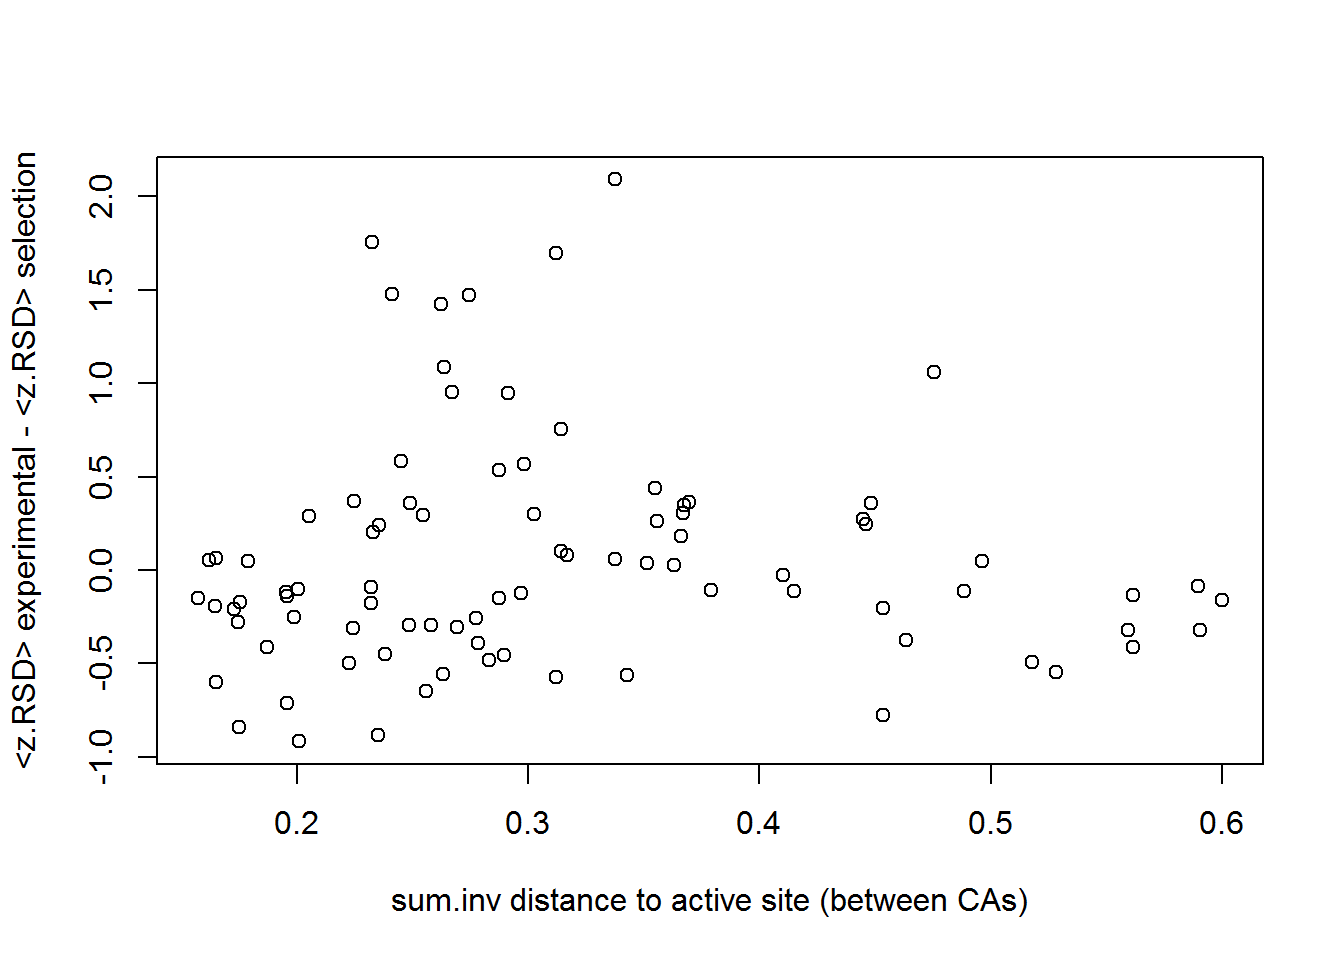 <z.RSD> experimental - <z.RSD> selection
2.0
1.5
1.0
0.5
0.0
-0.5
-1.0
0.2 0.3 0.4 0.5 0.6
sum.inv distance to active site (between CAs)